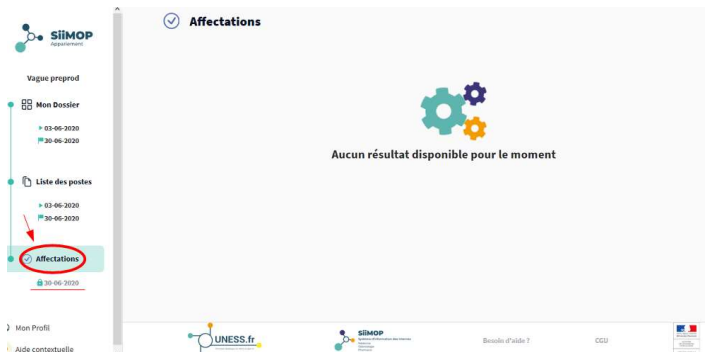 Affectations
SiiMOP
Appariement
Vague preprod
Mon Dossier
03-06-2020
30-06-2020
Aucun résultat disponible pour le moment
Liste des postes
03-06-2020
30-06-2020
Affectations
30-06-2020
Mon Profil
Aide contextuelle
UNESS.fr
SiiMOP
Besoin d'aide ?
CGU